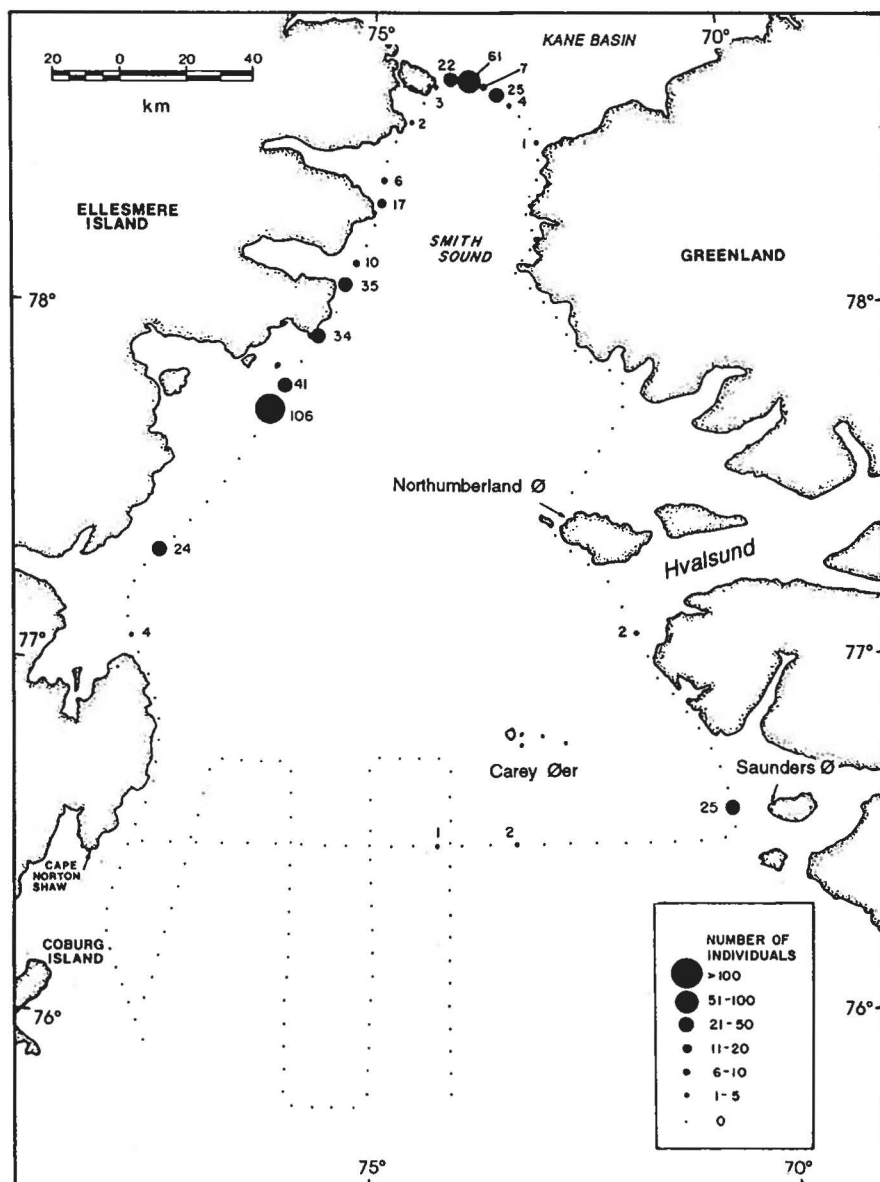 75°
70°
KANE BASIN
20 0 20 40
km
22
61
7
25
3
4
2
1
6
17
ELLESMERE
ISLAND
SMITH
SOUND
GREENLAND
10
35
78°
78°
34
41
106
Northumberland Ø
24
Hvalsund
4
2
77°
77°
Carey Øer
Saunders Ø
25
1
2
CAPE
NORTON
SHAW
COBURG
ISLAND
NUMBER OF
INDIVIDUALS
>100
51-100
21-50
11-20
6-10
1-5
0
76°
76°
75°
70°